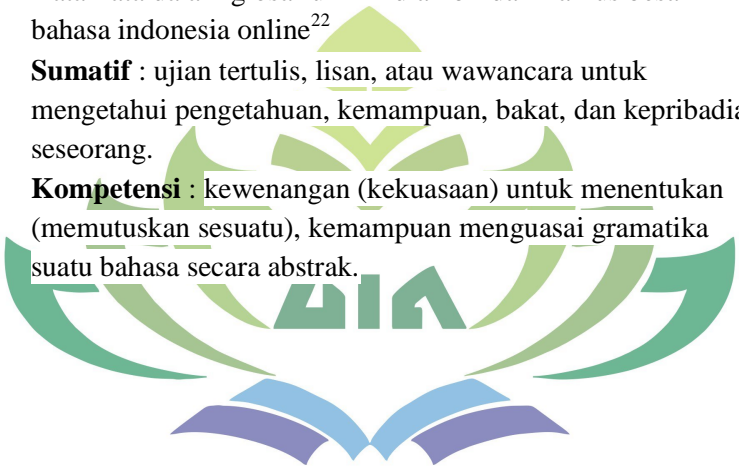 bahasa indonesia online22
Sumatif : ujian tertulis, lisan, atau wawancara untuk
mengetahui pengetahuan, kemampuan, bakat, dan
seseorang.
Kompetensi : kewenangan (kekuasaan) untuk menentukan
(memutuskan sesuatu), kemampuan menguasai gramatika
suatu bahasa secara abstrak.